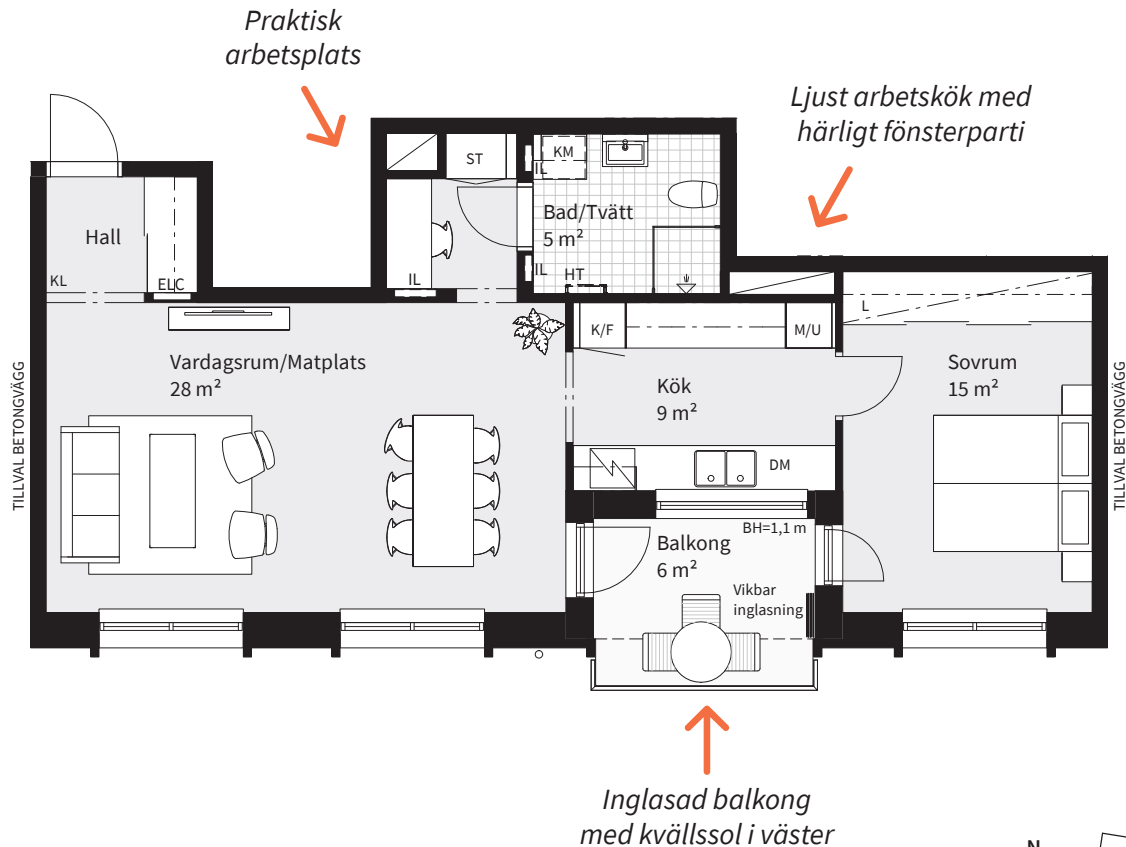 Praktisk
arbetsplats
Ljust arbetskök med
härligt fönsterparti
ST
IL
KM
Bad/Tvätt
5 m²
Hall
KL
ELC
IL
IL
HT
L
K/F
M/U
Vardagsrum/Matplats
28 m²
Kök
9 m²
Sovrum
15 m²
TILLVAL BETONGVÄGG
TILLVAL BETONGVÄGG
DM
BH=1,1 m
Balkong
6 m²
Vikbar
inglasning
Inglasad balkong
med kvällssol i väster
N